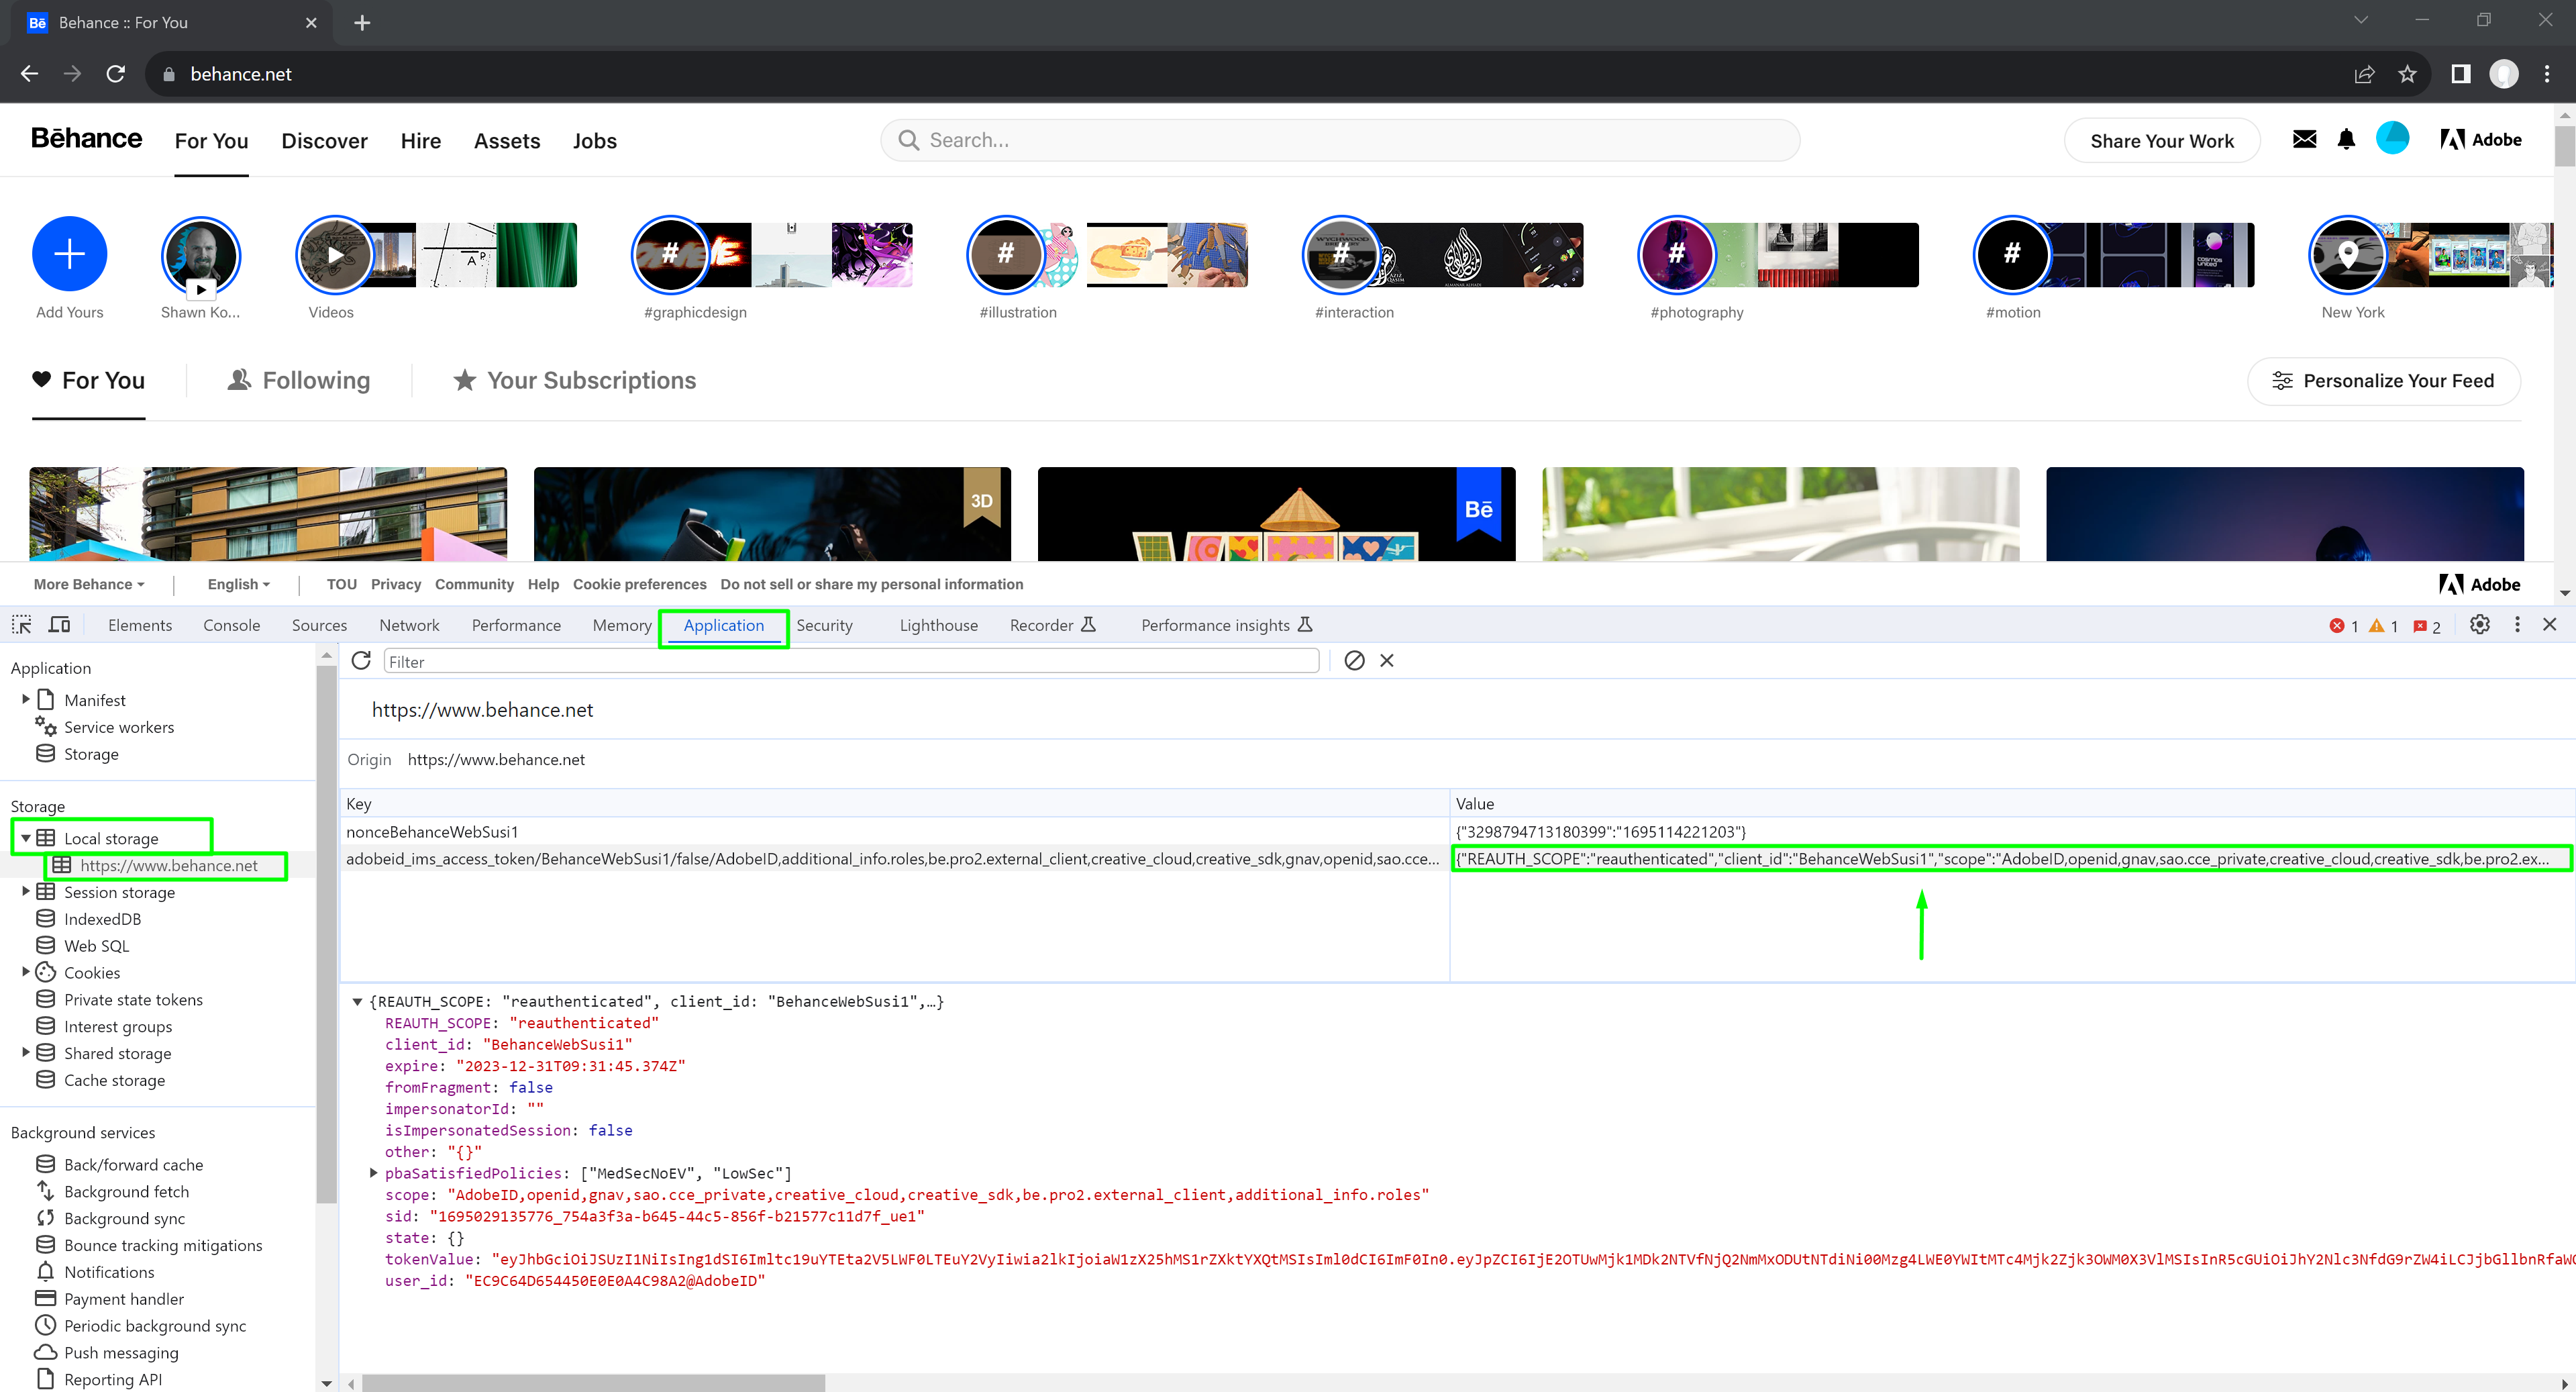 Bē Behance :: For You
behance.net
Bēhance For You Discover Hire Assets Jobs Search... Share Your Work Adobe
Add Yours Shawn Ko... Videos #graphicdesign #illustration #interaction #photography #motion New York
For You Following Your Subscriptions Personalize Your Feed
3D Bē
More Behance English TOU Privacy Community Help Cookie preferences Do not sell or share my personal information Adobe
Elements Console Sources Network Performance Memory Application Security Lighthouse Recorder Performance insights 1 1 2
Application
Manifest
Service workers
Storage
Storage
Local storage
https://www.behance.net
Session storage
IndexedDB
Web SQL
Cookies
Private state tokens
Interest groups
Shared storage
Cache storage
Background services
Back/forward cache
Background fetch
Background sync
Bounce tracking mitigations
Notifications
Payment handler
Periodic background sync
Push messaging
Reporting API
Filter
https://www.behance.net
Origin https://www.behance.net
Key Value
nonceBehanceWebSusi1 {"3298794713180399":"1695114221203"}
adobeid_ims_access_token/BehanceWebSusi1/false/AdobeID,additional_info.roles,be.pro2.external_client,creative_cloud,creative_sdk,gnav,openid,sao.cce... {"REAUTH_SCOPE":"reauthenticated","client_id":"BehanceWebSusi1","scope":"AdobeID,openid,gnav,sao.cce_private,creative_cloud,creative_sdk,be.pro2.ex...
{REAUTH_SCOPE: "reauthenticated", client_id: "BehanceWebSusi1",…}
REAUTH_SCOPE: "reauthenticated"
client_id: "BehanceWebSusi1"
expire: "2023-12-31T09:31:45.374Z"
fromFragment: false
impersonatorId: ""
isImpersonatedSession: false
other: "{}"
pbaSatisfiedPolicies: ["MedSecNoEV", "LowSec"]
scope: "AdobeID,openid,gnav,sao.cce_private,creative_cloud,creative_sdk,be.pro2.external_client,additional_info.roles"
sid: "1695029135776_754a3f3a-b645-44c5-856f-b21577c11d7f_ue1"
state: {}
tokenValue:
user_id: "EC9C64D654450E0E0A4C98A2@AdobeID"